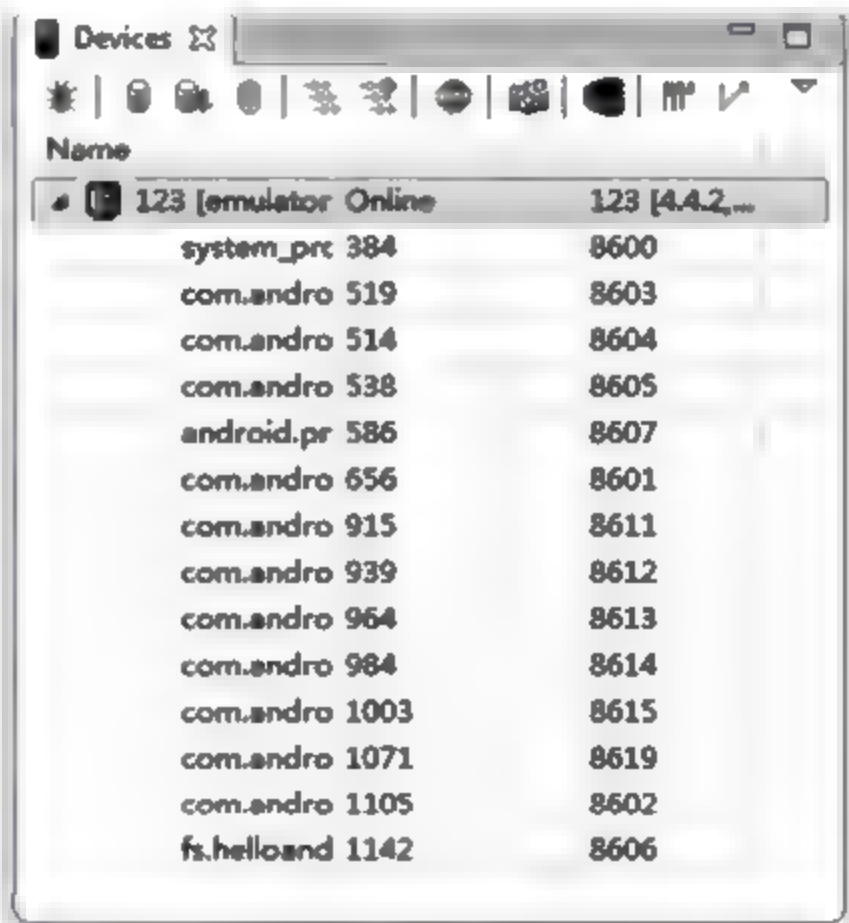 Devices
Name
123 [emulator Online 123 [4.4.2,...
system_prc 384 8600
com.andro 519 8603
com.andro 514 8604
com.andro 538 8605
android.pr 586 8607
com.andro 656 8601
com.andro 915 8611
com.andro 939 8612
com.andro 964 8613
com.andro 984 8614
com.andro 1003 8615
com.andro 1071 8619
com.andro 1105 8602
fs.helloand 1142 8606